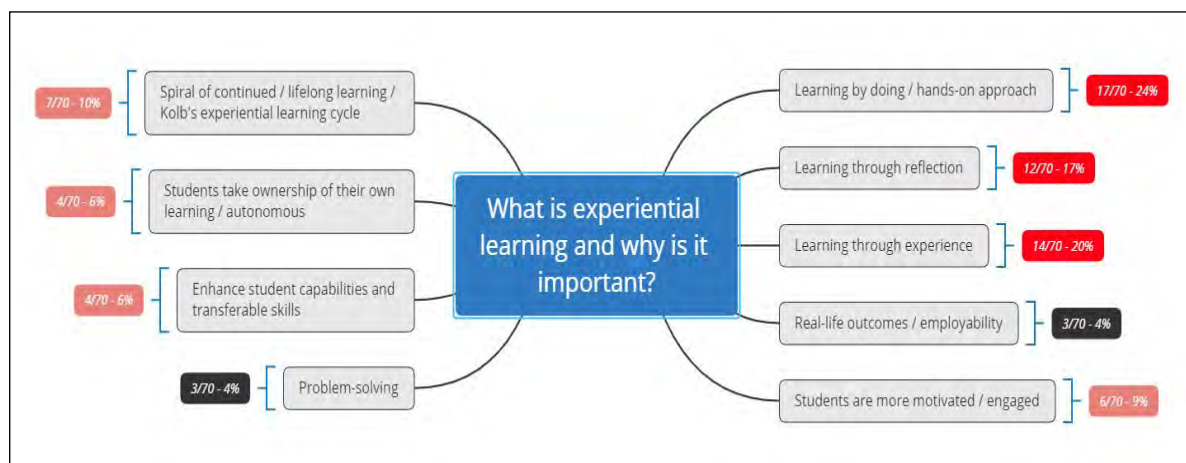 What is experiential
learning and why is it
important?
7/70 - 10%
Spiral of continued / lifelong learning /
Kolb's experiential learning cycle
4/70 - 6%
Students take ownership of their own
learning / autonomous
4/70 - 6%
Enhance student capabilities and
transferable skills
3/70 - 4%
Problem-solving
Learning by doing / hands-on approach
17/70 - 24%
Learning through reflection
12/70 - 17%
Learning through experience
14/70 - 20%
Real-life outcomes / employability
3/70 - 4%
Students are more motivated / engaged
6/70 - 9%